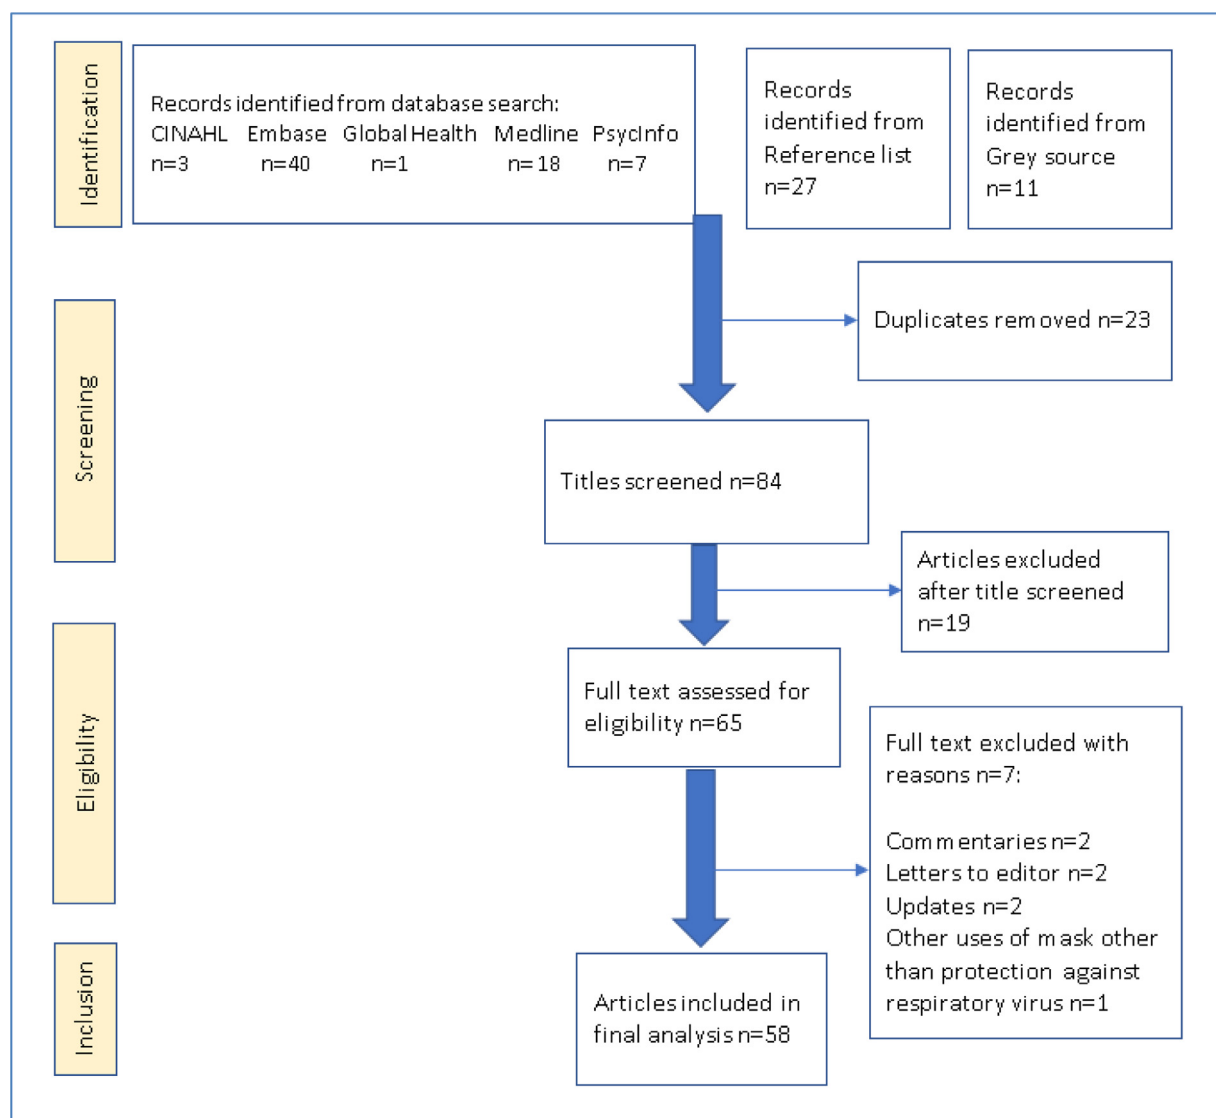 Identification
Records identified from database search:
CINAHL Embase Global Health Medline PsycInfo
n=3 n=40 n=1 n=18 n=7
Records
identified from
Reference list
n=27
Records
identified from
Grey source
n=11
Duplicates removed n=23
Screening
Titles screened n=84
Articles excluded
after title screened
n=19
Eligibility
Full text assessed for
eligibility n=65
Full text excluded with
reasons n=7:
Commentaries n=2
Letters to editor n=2
Updates n=2
Other uses of mask other
than protection against
respiratory virus n=1
Inclusion
Articles included in
final analysis n=58